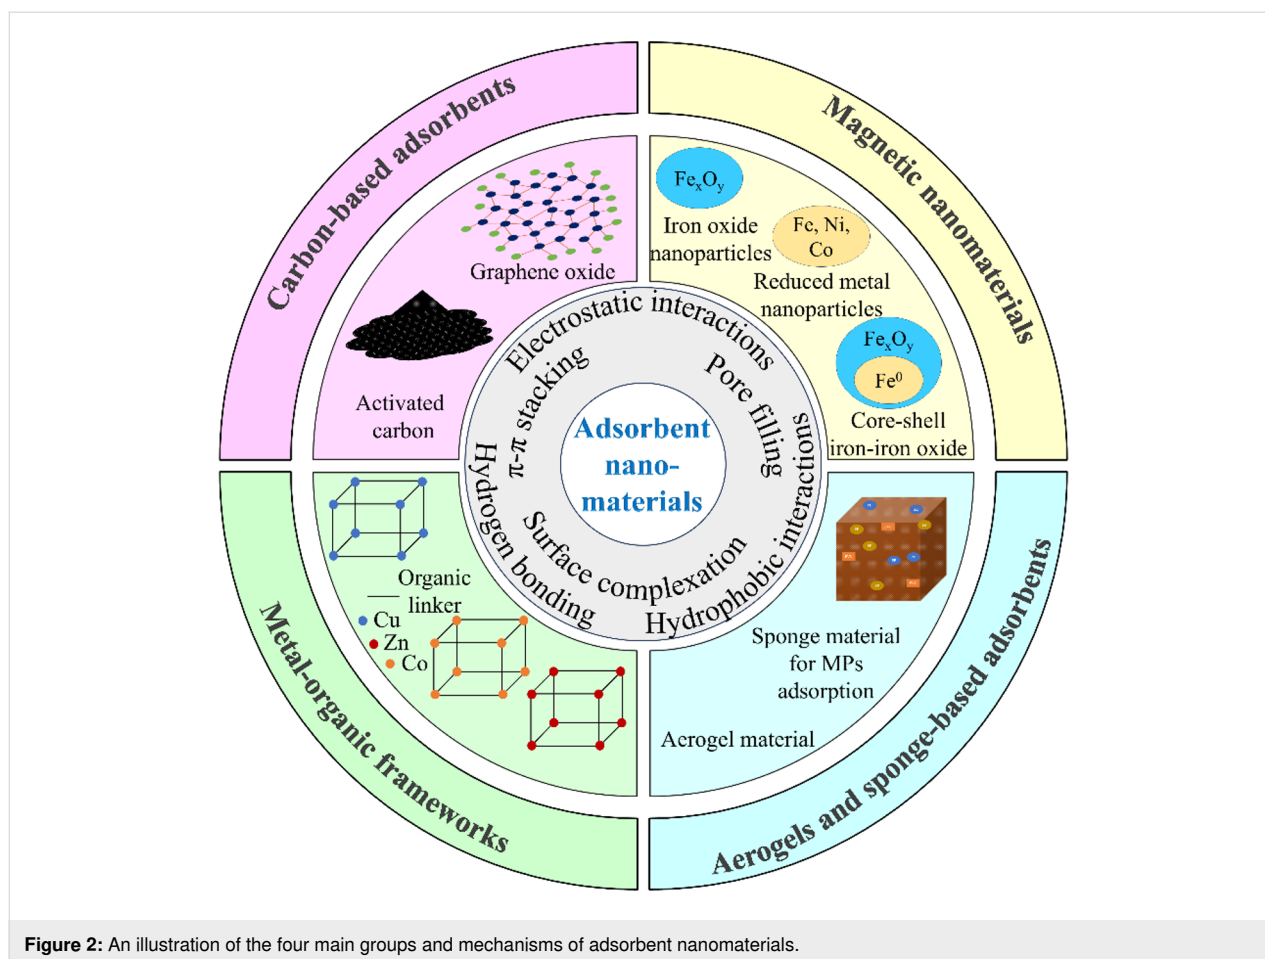 Carbon-based adsorbents
Magnetic nanomaterials
Graphene oxide
Activated
carbon
Fe₍ₓ₎O₍y₎
Iron oxide
nanoparticles
Fe, Ni,
Co
Reduced metal
nanoparticles
FeₓOy
Fe⁰
Core-shell
iron-iron oxide
Electrostatic interactions
π-π stacking
Pore filling
Hydrogen bonding
Surface complexation
Hydrophobic interactions
Adsorbent
nano-
materials
Organic
linker
Cu
Zn
Co
Metal-organic frameworks
Sponge material
for MPs
adsorption
Aerogel material
Aerogels and sponge-based adsorbents
Figure 2: An illustration of the four main groups and mechanisms of adsorbent nanomaterials.